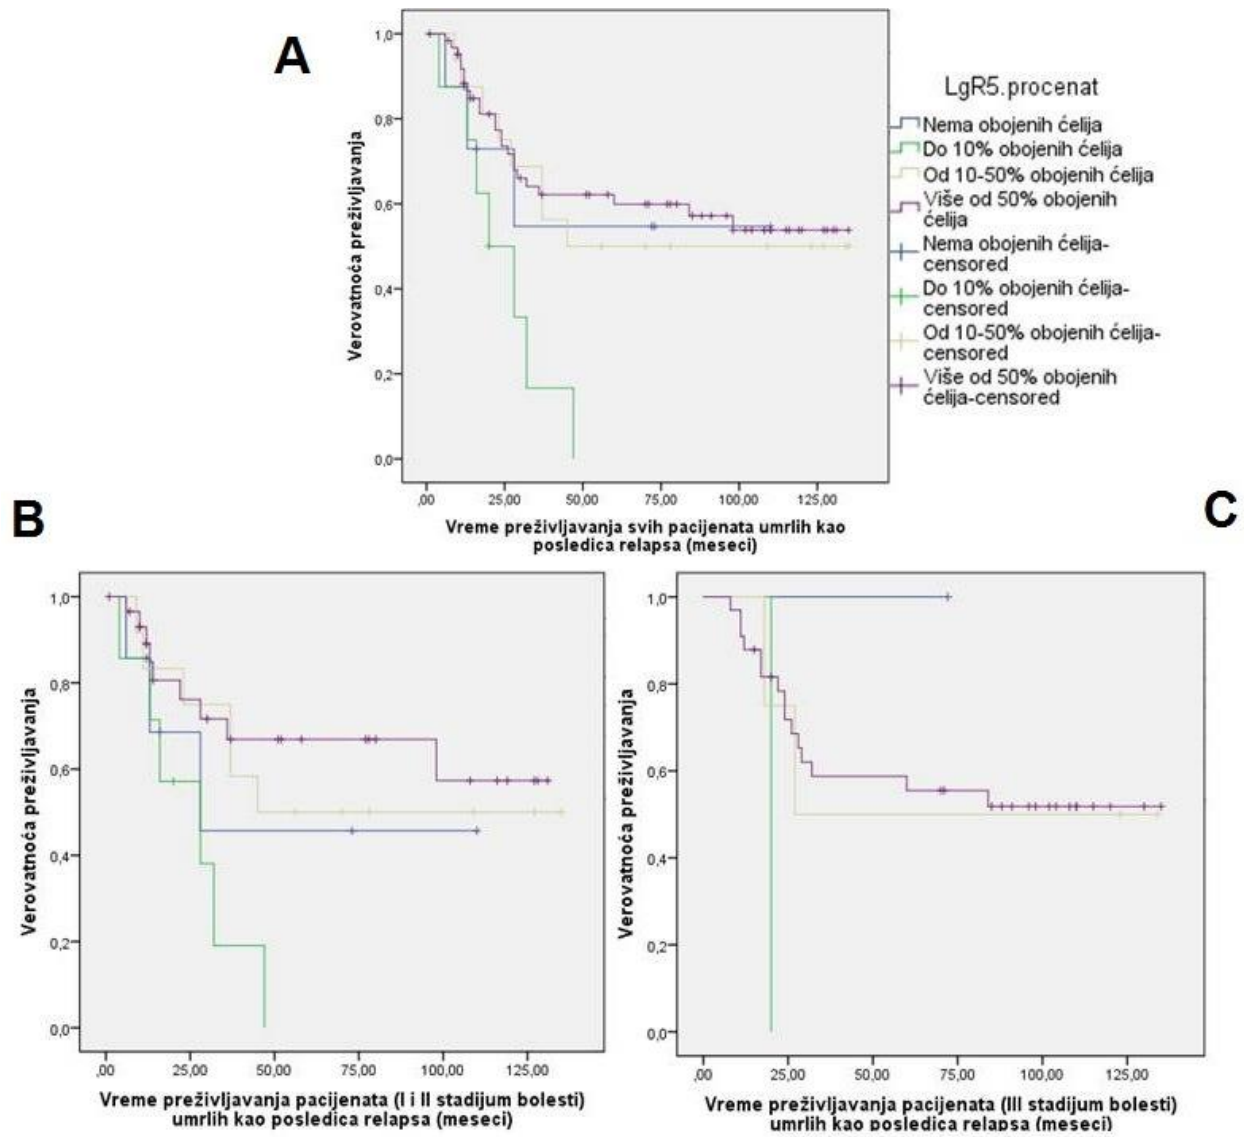 A
1,0
0,8
0,6
0,4
0,2
0,0
Verovatnoća preživljavanja
,00 25,00 50,00 75,00 100,00 125,00
Vreme preživljavanja svih pacijenata umrlih kao
posledica relapsa (meseci)
LgR5.procenat
Nema obojenih ćelija
Do 10% obojenih ćelija
Od 10-50% obojenih ćelija
Više od 50% obojenih
ćelija
Nema obojenih ćelija-
censored
Do 10% obojenih ćelija-
censored
Od 10-50% obojenih ćelija-
censored
Više od 50% obojenih
ćelija-censored
B
1,0
0,8
0,6
0,4
0,2
0,0
Verovatnoća preživljavanja
,00 25,00 50,00 75,00 100,00 125,00
Vreme preživljavanja pacijenata (I i II stadijum bolesti)
umrlih kao posledica relapsa (meseci)
C
1,0
0,8
0,6
0,4
0,2
0,0
Verovatnoća preživljavanja
,00 25,00 50,00 75,00 100,00 125,00
Vreme preživljavanja pacijenata (III stadijum bolesti)
umrlih kao posledica relapsa (meseci)